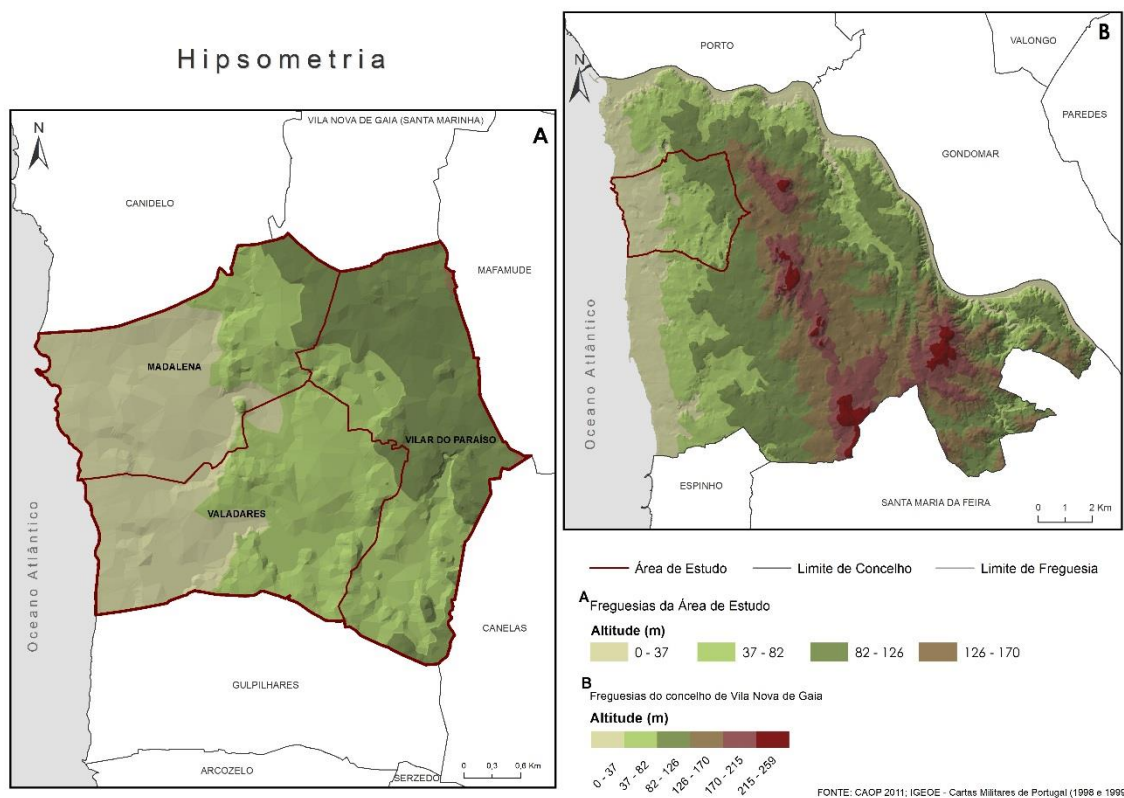 Hipsometria
A
N
VILA NOVA DE GAIA (SANTA MARINHA)
CANIDELO
MAFAMUDE
MADALENA
VILAR DO PARAÍSO
VALADARES
Oceano Atlântico
CANELAS
GULPILHARES
ARCOZELO
SERZEDO
0 0,6 Km
B
N
PORTO
VALONGO
PAREDES
GONDOMAR
Oceano Atlântico
ESPINHO
SANTA MARIA DA FEIRA
0 1 2 Km
Área de Estudo Limite de Concelho Limite de Freguesia
A Freguesias da Área de Estudo
Altitude (m)
0 - 37 37 - 82 82 - 126 126 - 170
B Freguesias do concelho de Vila Nova de Gaia
Altitude (m)
0 - 37 37 - 82 82 - 126 126 - 170 170 - 215 215 - 259
FONTE: CAOP 2011; IGEOE - Cartas Militares de Portugal (1998 e 1999